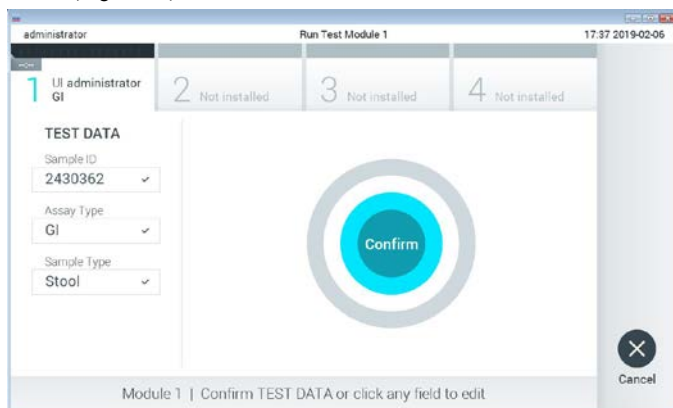 administrator Run Test Module 1 17:37 2019-02-06
1 UI administrator
GI
2 Not installed
3 Not installed
4 Not installed
TEST DATA
Sample ID
2430362
Assay Type
GI
Sample Type
Stool
Confirm
Cancel
Module 1 | Confirm TEST DATA or click any field to edit